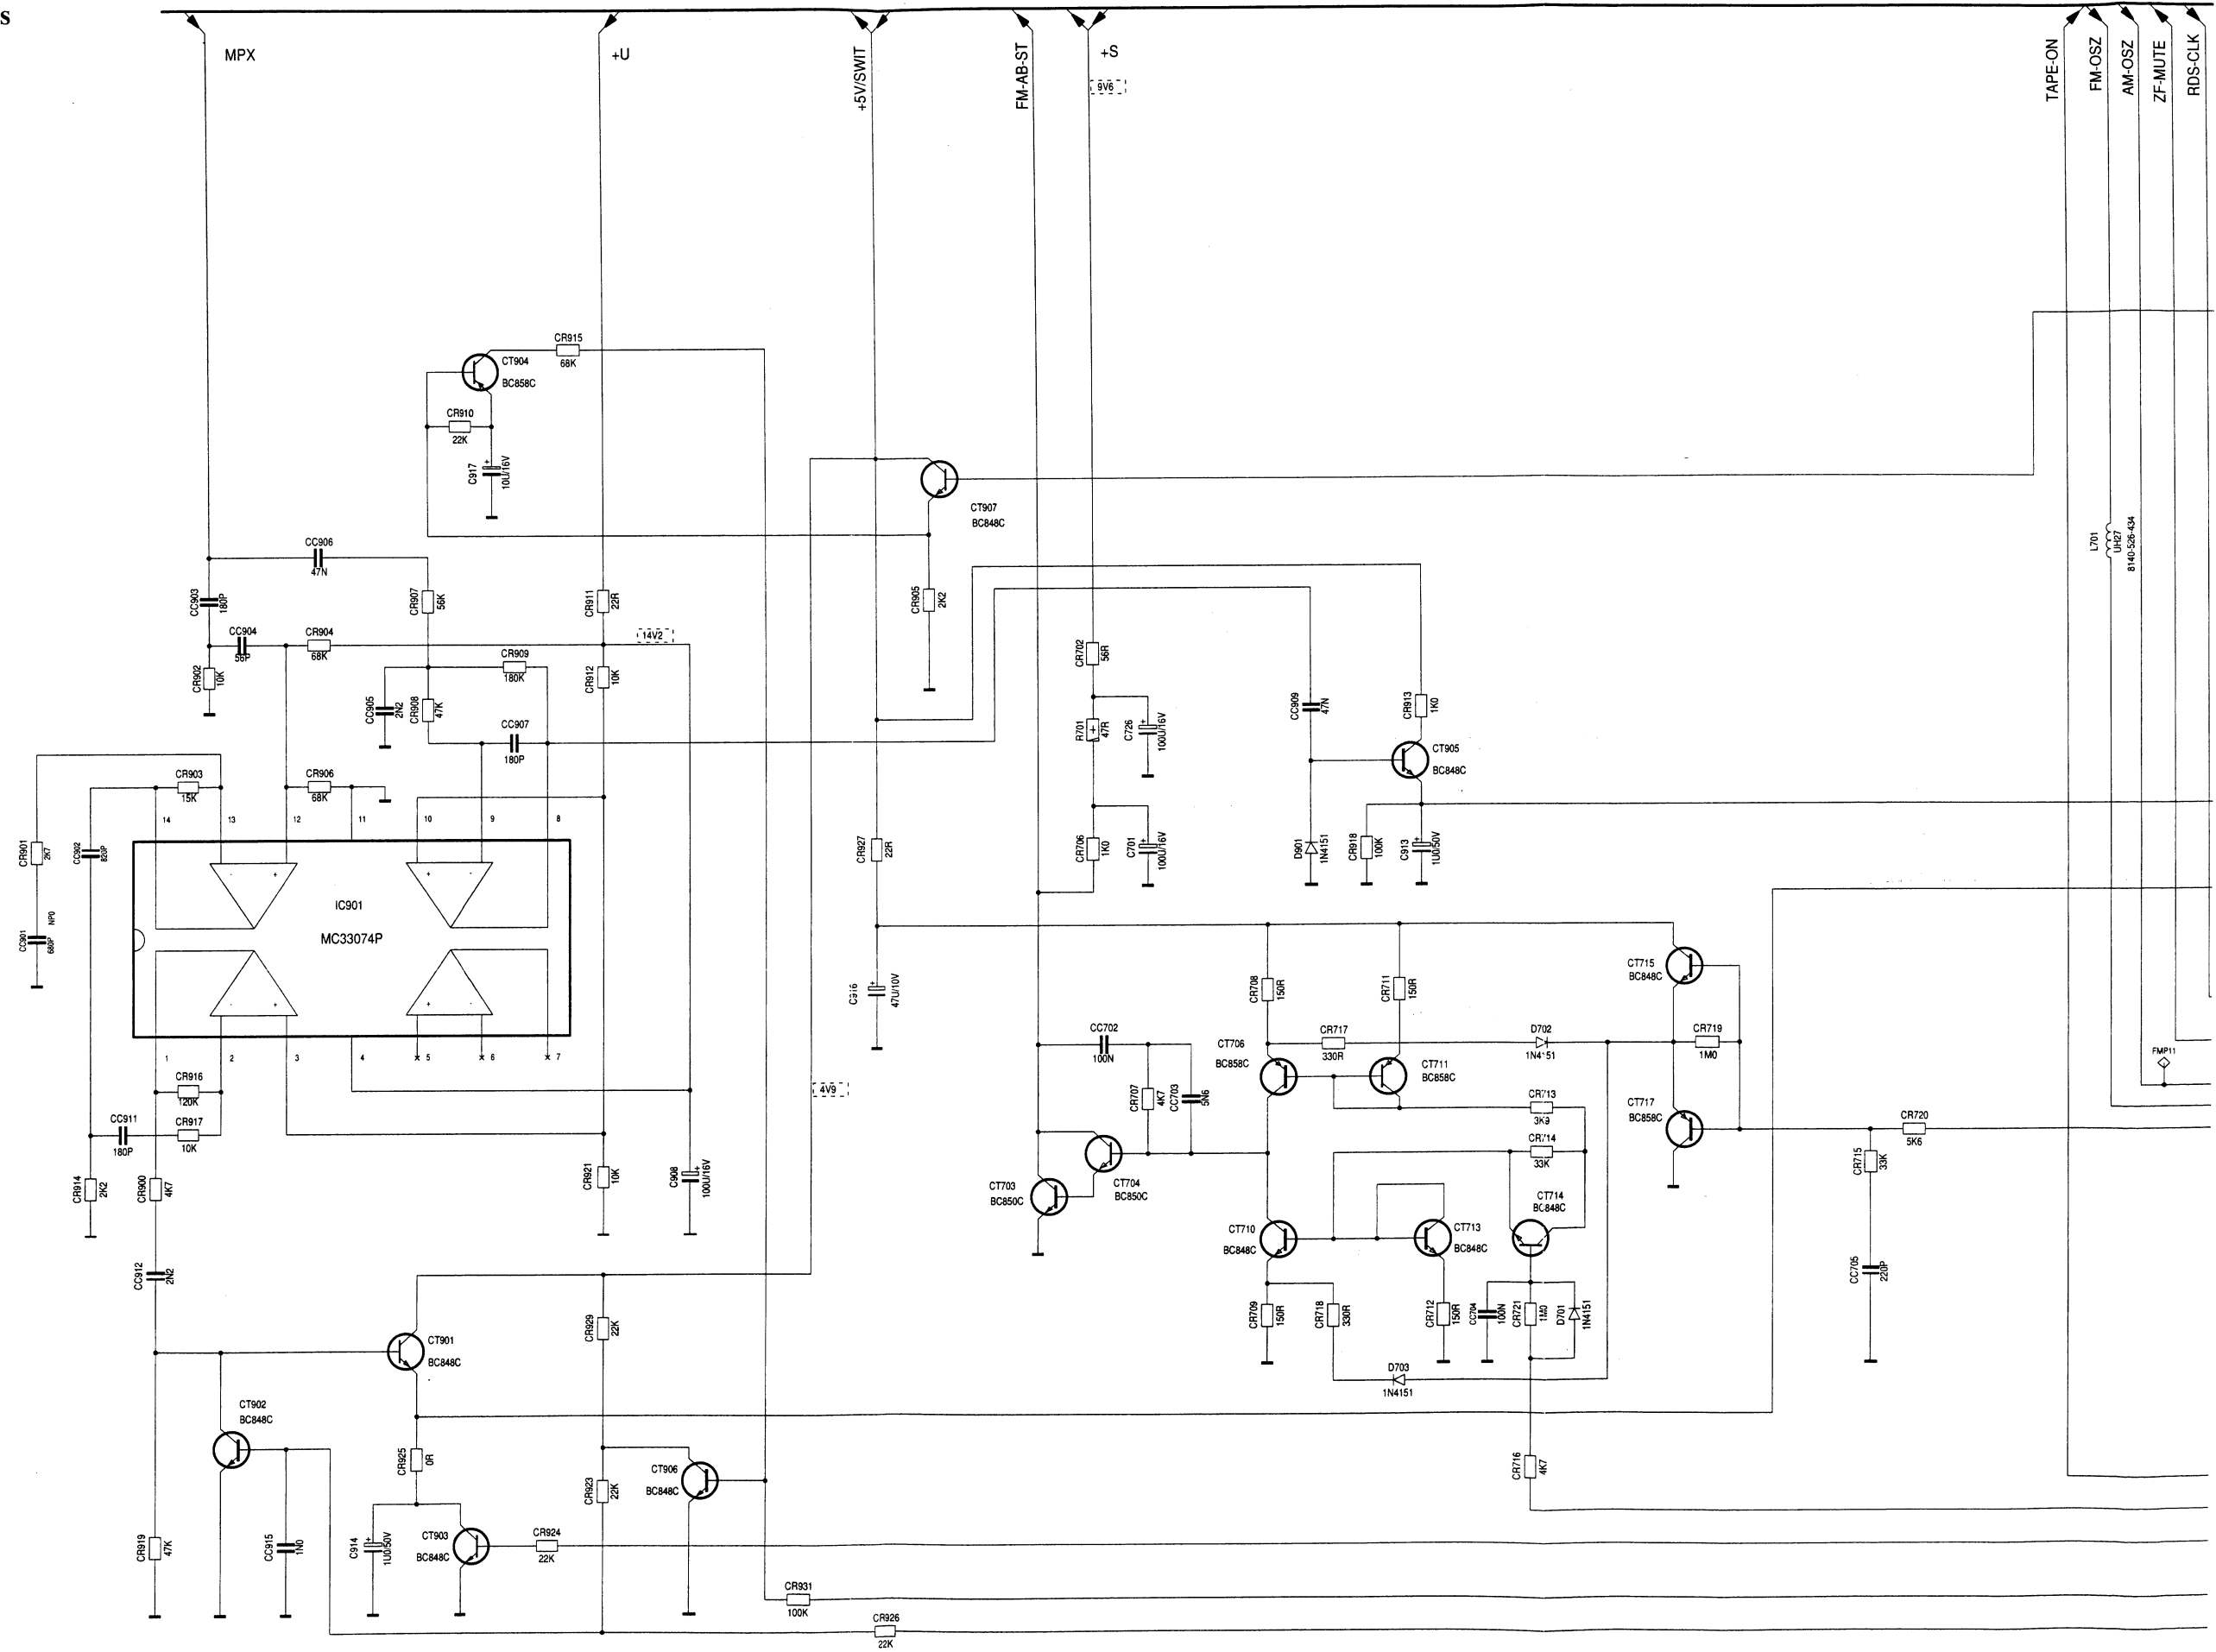 S
MPX
+U
+5V/SWIT
FM-AB-ST
+S
9V6
TAPE-ON
FM-OSZ
AM-OSZ
ZF-MUTE
RDS-CLK
CR915
68K
CT904
BC858C
CR910
22K
C917
10U/16V
CT907
BC848C
L701
UH27
8140-526-434
CC906
47N
CC903
180P
CR907
56K
CR911
22R
CR905
2K2
CC904
56P
CR904
68K
14V2
CR902
10K
CR909
180K
CR912
10K
CR702
56R
CC905
2N2
CR908
47K
CC907
180P
R701
47R
C726
100U/16V
CC909
47N
CR913
1K0
CT905
BC848C
CR903
15K
CR906
68K
14
13
12
11
10
9
8
CR901
2K7
CC902
820P
CR927
22R
CR706
1K0
C701
100U/16V
D901
1N4151
CR918
100K
C913
1U0/50V
IC901
MC33074P
CC901
680P
NP0
C916
47U/10V
CR708
150R
CR711
150R
CT715
BC848C
1
2
3
4
5
6
7
CC702
100N
CT706
BC858C
CR717
330R
CT711
BC858C
D702
1N4151
CR719
1M0
FMP11
CR916
120K
4V9
CR707
4K7
CC703
5N6
CR713
3K9
CT717
BC858C
CC911
180P
CR917
10K
CR714
33K
CR720
5K6
CR715
33K
CR914
2K2
CR900
4K7
CR921
10K
C908
100U/16V
CT703
BC850C
CT704
BC850C
CT710
BC848C
CT713
BC848C
CT714
BC848C
CC912
2N2
CC705
220P
CR929
22K
CR709
150R
CR718
330R
CR712
150R
CC704
100N
CR721
1M0
D701
1N4151
CT901
BC848C
D703
1N4151
CT902
BC848C
CR925
0R
CT906
BC848C
CR923
22K
CR716
4K7
CR919
47K
CC915
1N0
C914
1U0/50V
CT903
BC848C
CR924
22K
CR931
100K
CR926
22K